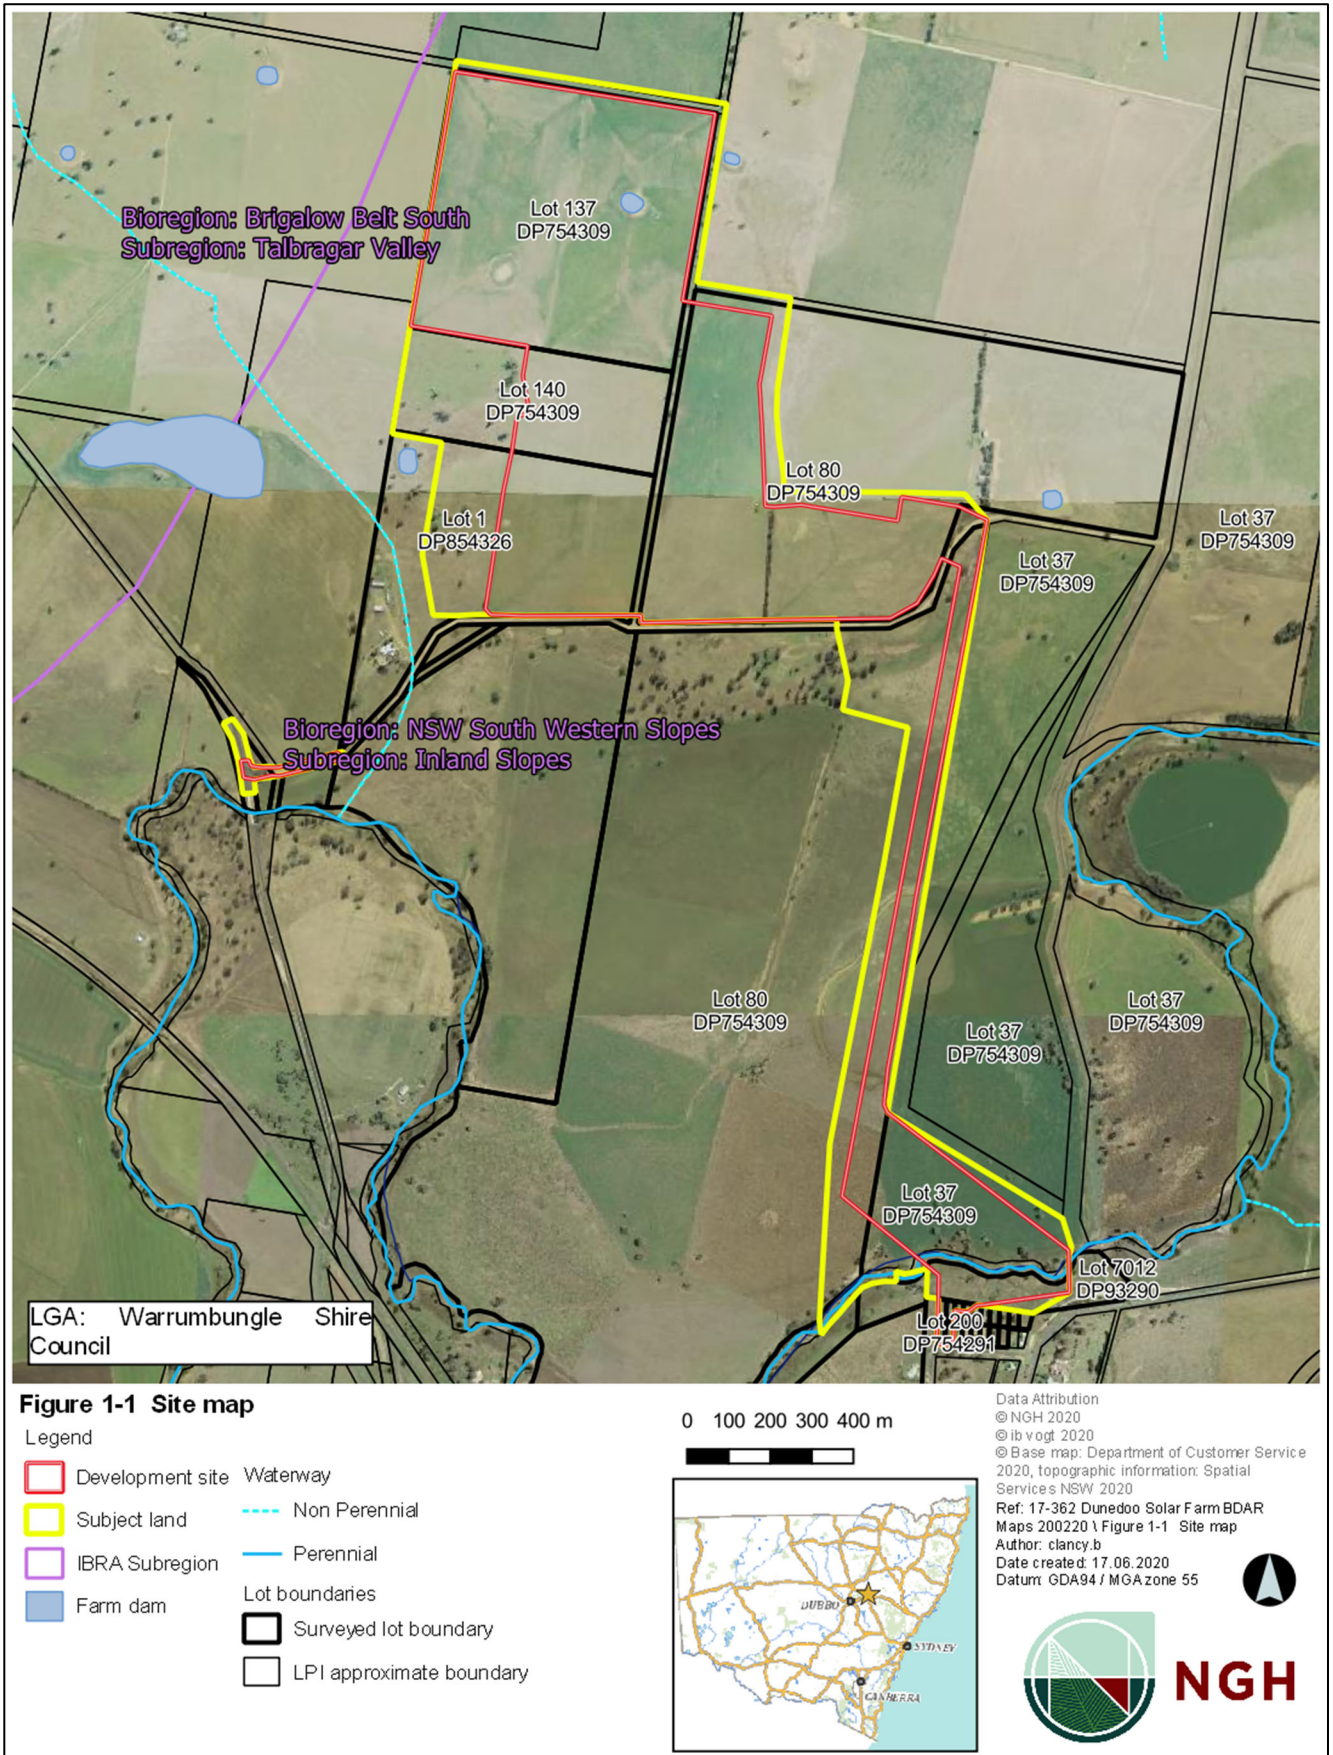 Lot 137
DP754309
Bioregion: Brigalow Belt South
Subregion: Talbragar Valley
Lot 140
DP754309
Lot 80
DP754309
Lot 1
DP854326
Lot 37
DP754309
Lot 37
DP754309
Bioregion: NSW South Western Slopes
Subregion: Inland Slopes
Lot 80
DP754309
Lot 37
DP754309
Lot 37
DP754309
Lot 37
DP754309
Lot 7012
DP93290
Lot 200
DP754291
LGA: Warrumbungle Shire
Council
Figure 1-1 Site map
Legend
Development site
Subject land
IBRA Subregion
Farm dam
Waterway
Non Perennial
Perennial
Lot boundaries
Surveyed lot boundary
LPI approximate boundary
0 100 200 300 400 m
DUBBO
SYDNEY
CANBERRA
Data Attribution
© NGH 2020
© ib vogt 2020
© Base map: Department of Customer Service
2020, topographic information: Spatial
Services NSW 2020
Ref: 17-362 Dunedoo Solar Farm BDAR
Maps 200220 \ Figure 1-1 Site map
Author: clancy.b
Date created: 17.06.2020
Datum: GDA94 / MGA zone 55
NGH